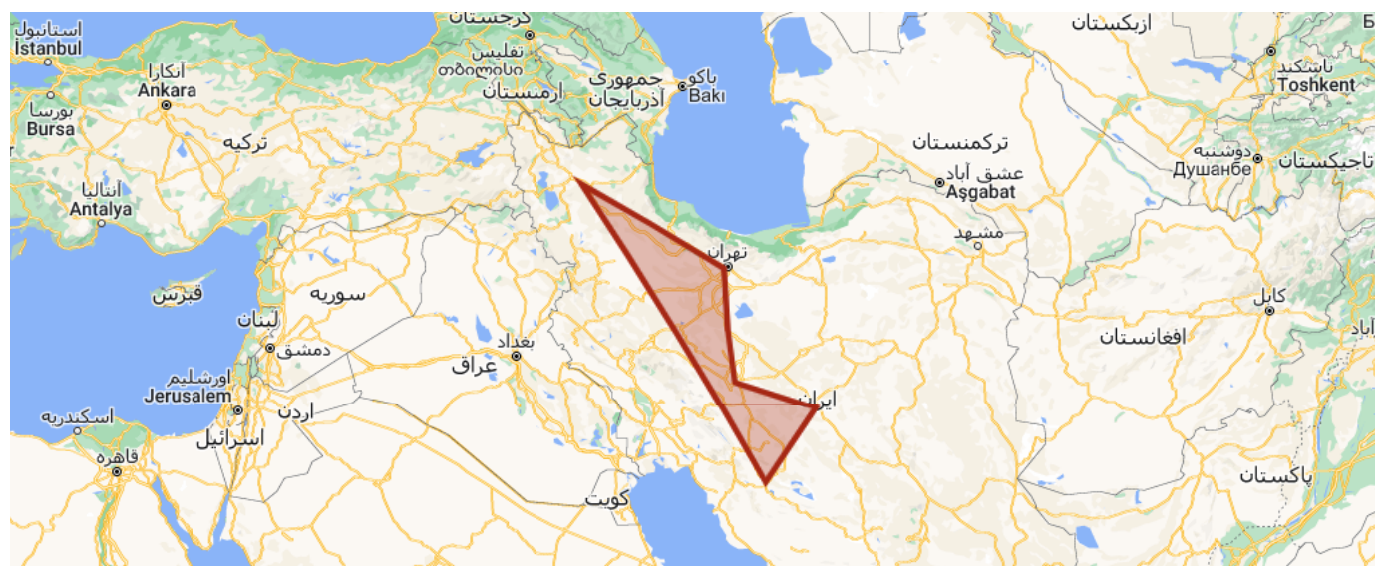 استانبول
İstanbul
بورسا
Bursa
آنکارا
Ankara
ترکیه
آنتالیا
Antalya
قبرس
گرجستان
تفلیس
თბილისი
ارمنستان
جمهوری
آذربایجان
باکو
Bakı
ازبکستان
تاشکند
Toshkent
ترکمنستان
عشق آباد
Aşgabat
دوشنبه
Душанбе
تاجیکستان
مشهد
تهران
سوریه
لبنان
دمشق
بغداد
عراق
اورشلیم
Jerusalem
اسرائیل
اردن
اسکندریه
قاهره
کویت
ایران
افغانستان
کابل
آباد
پاکستان